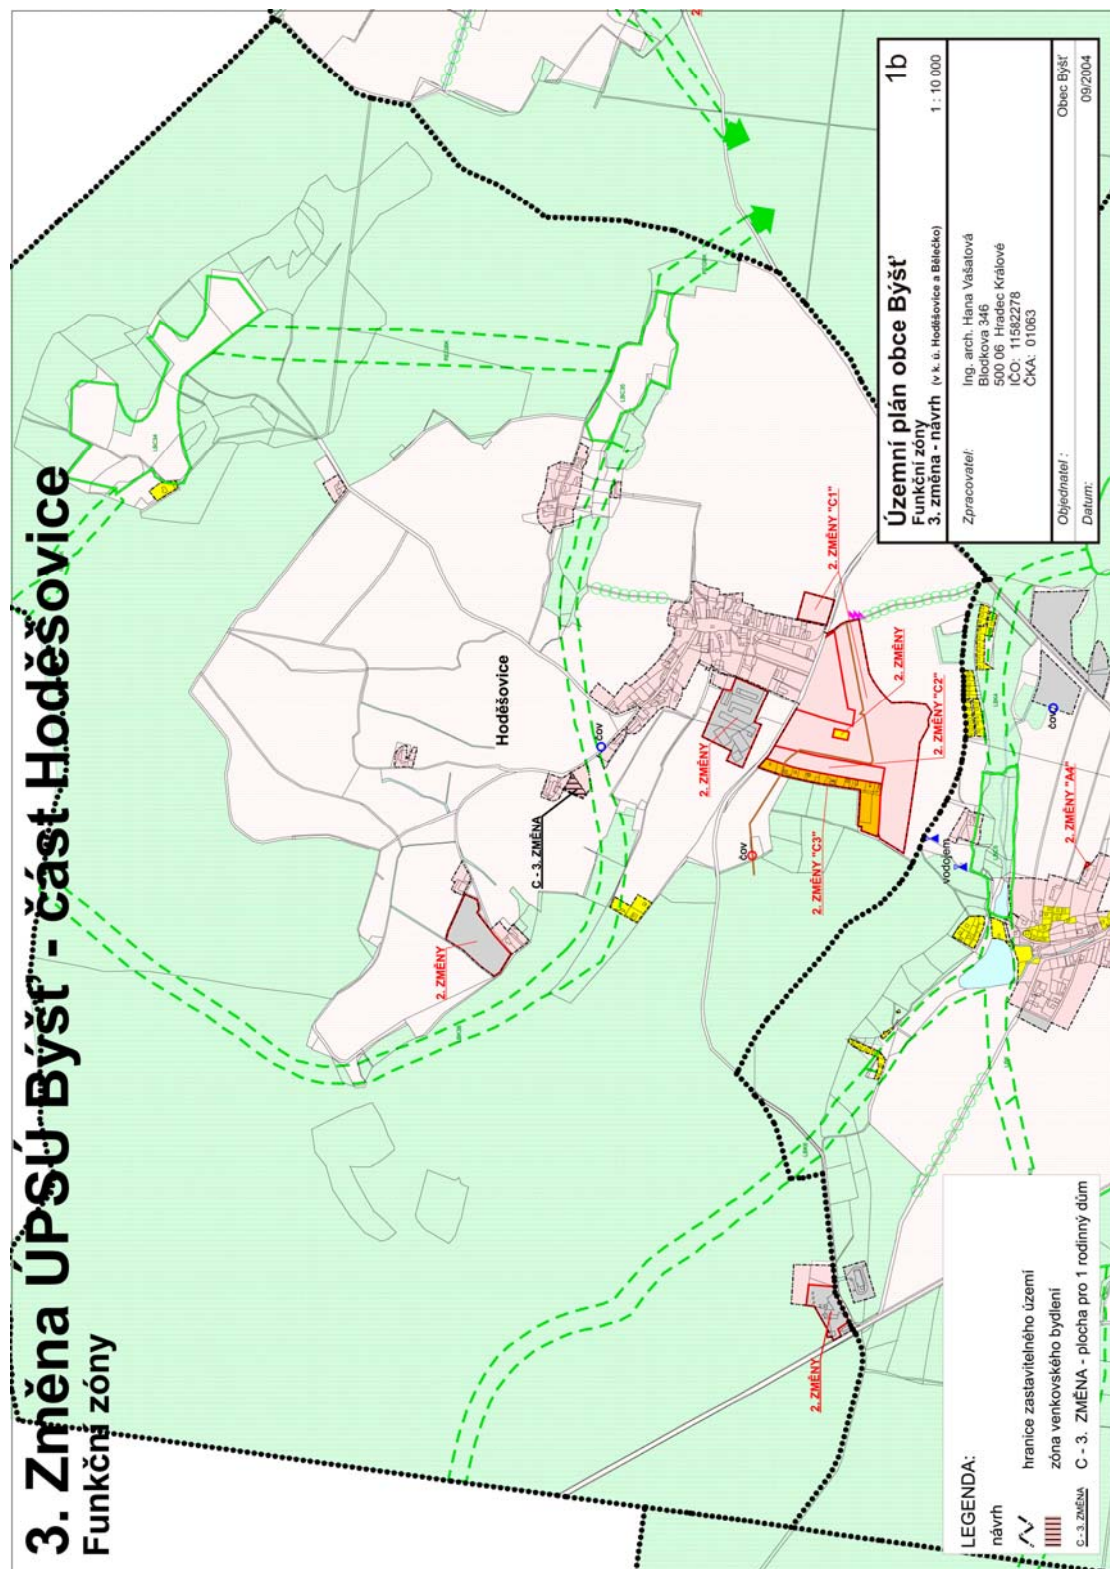 3. Změna ÚPSÚ Býšť - část Hoděšovice
Funkční zóny
Hoděšovice
čov
C - 3. ZMĚNA
2. ZMĚNY
2. ZMĚNY
2. ZMĚNY "C1"
2. ZMĚNY
2. ZMĚNY "C2"
2. ZMĚNY "C3"
čov
vodojem
čov
2. ZMĚNY "A4"
2. ZMĚNY
LBC34
LBC35
LEGENDA:
návrh
hranice zastavitelného území
zóna venkovského bydlení
C - 3. ZMĚNA C - 3. ZMĚNA - plocha pro 1 rodinný dům
Územní plán obce Býšť 1b
Funkční zóny
3. změna - návrh (v k. ú. Hoděšovice a Bělečko) 1 : 10 000
Zpracovatel: Ing. arch. Hana Vašatová
Blodkova 346
500 06 Hradec Králové
IČO: 11582278
ČKA: 01063
Objednatel : Obec Býšť
Datum: 09/2004